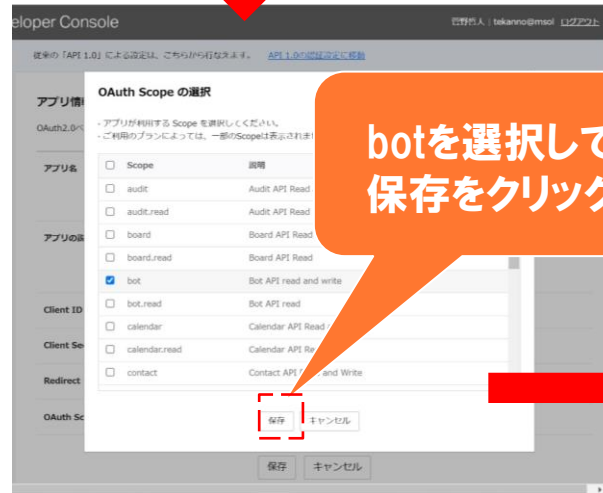 eloper Console
菅野哲人 | tekanno@msol ログアウト
従来の「API 1.0」による設定は、こちらから行なえます。 API 1.0の認証設定に移動
アプリ情
OAuth2.0ベ
アプリ名
アプリの説
Client ID
Client Se
Redirect
OAuth Sc
OAuth Scope の選択
- アプリが利用する Scope を選択してください。
- ご利用のプランによっては、一部のScopeは表示されま
Scope 説明
audit Audit API Read
audit.read Audit API Read
board Board API Read
board.read Board API Read
bot Bot API read and write
bot.read Bot API read
calendar Calendar API Read
calendar.read Calendar API Re
contact Contact API and Write
保存 キャンセル
保存 キャンセル
botを選択して
保存をクリック